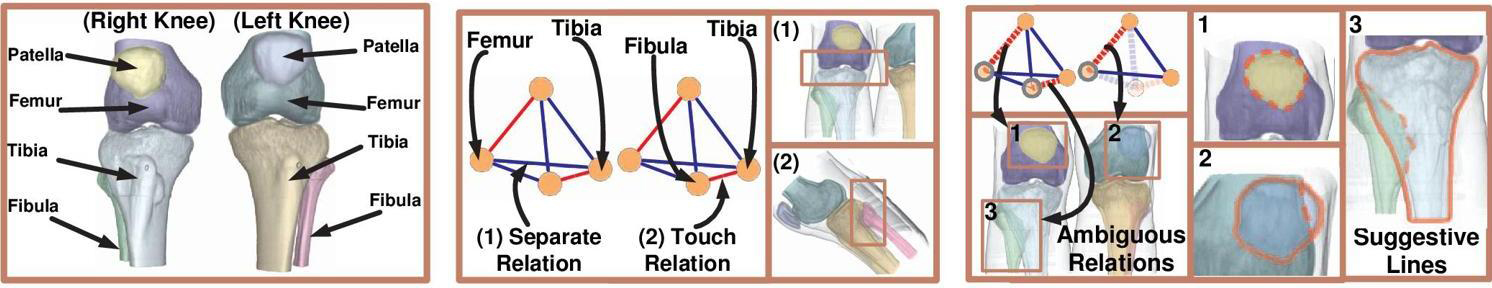 (Right Knee) (Left Knee)
Patella
Patella
Femur
Femur
Tibia
Tibia
Fibula
Fibula
Femur
Tibia
Fibula
Tibia
(1) Separate
Relation
(2) Touch
Relation
(1)
(2)
1
2
3
Ambiguous
Relations
1
2
3
Suggestive
Lines